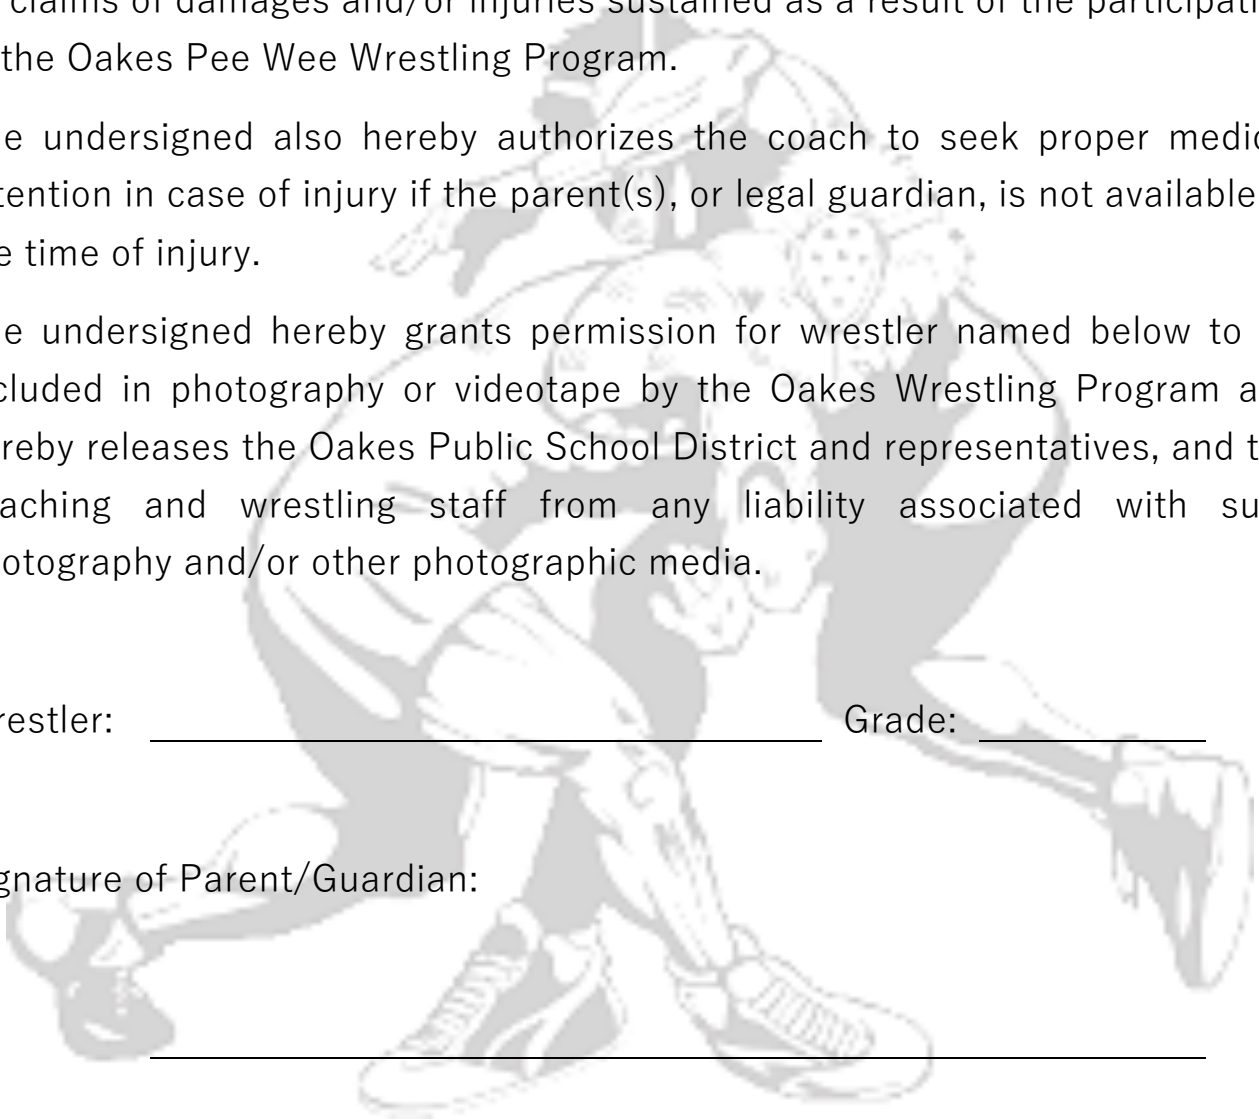 claims of damages and/or injuries sustained as a result of the participat
the Oakes Pee Wee Wrestling Program.
e undersigned also hereby authorizes the coach to seek proper medic
tention in case of injury if the parent(s), or legal guardian, is not available
e time of injury.
e undersigned hereby grants permission for wrestler named below to
cluded in photography or videotape by the Oakes Wrestling Program a
reby releases the Oakes Public School District and representatives, and t
aching and wrestling staff from any liability associated with su
otography and/or other photographic media.
restler: Grade:
gnature of Parent/Guardian: